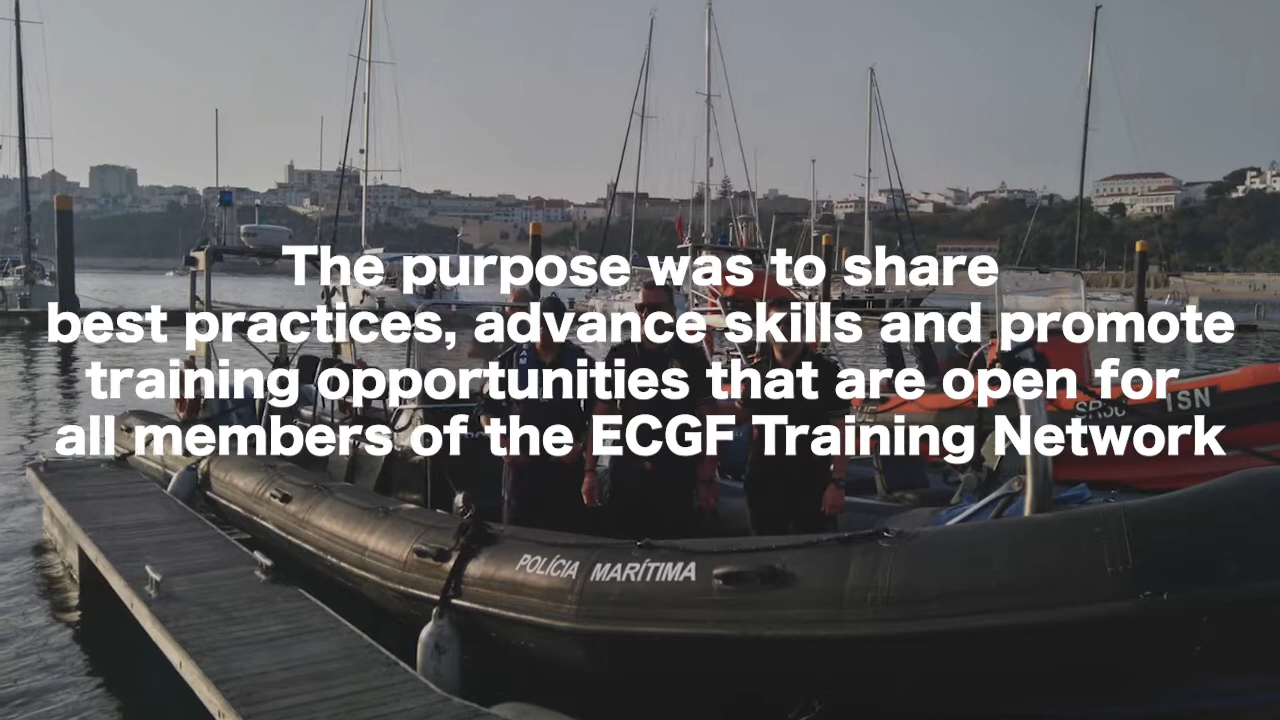 The purpose was to share
best practices, advance skills and promote
training opportunities that are open for
all members of the ECGF Training Network
ISN
POLÍCIA MARÍTIMA